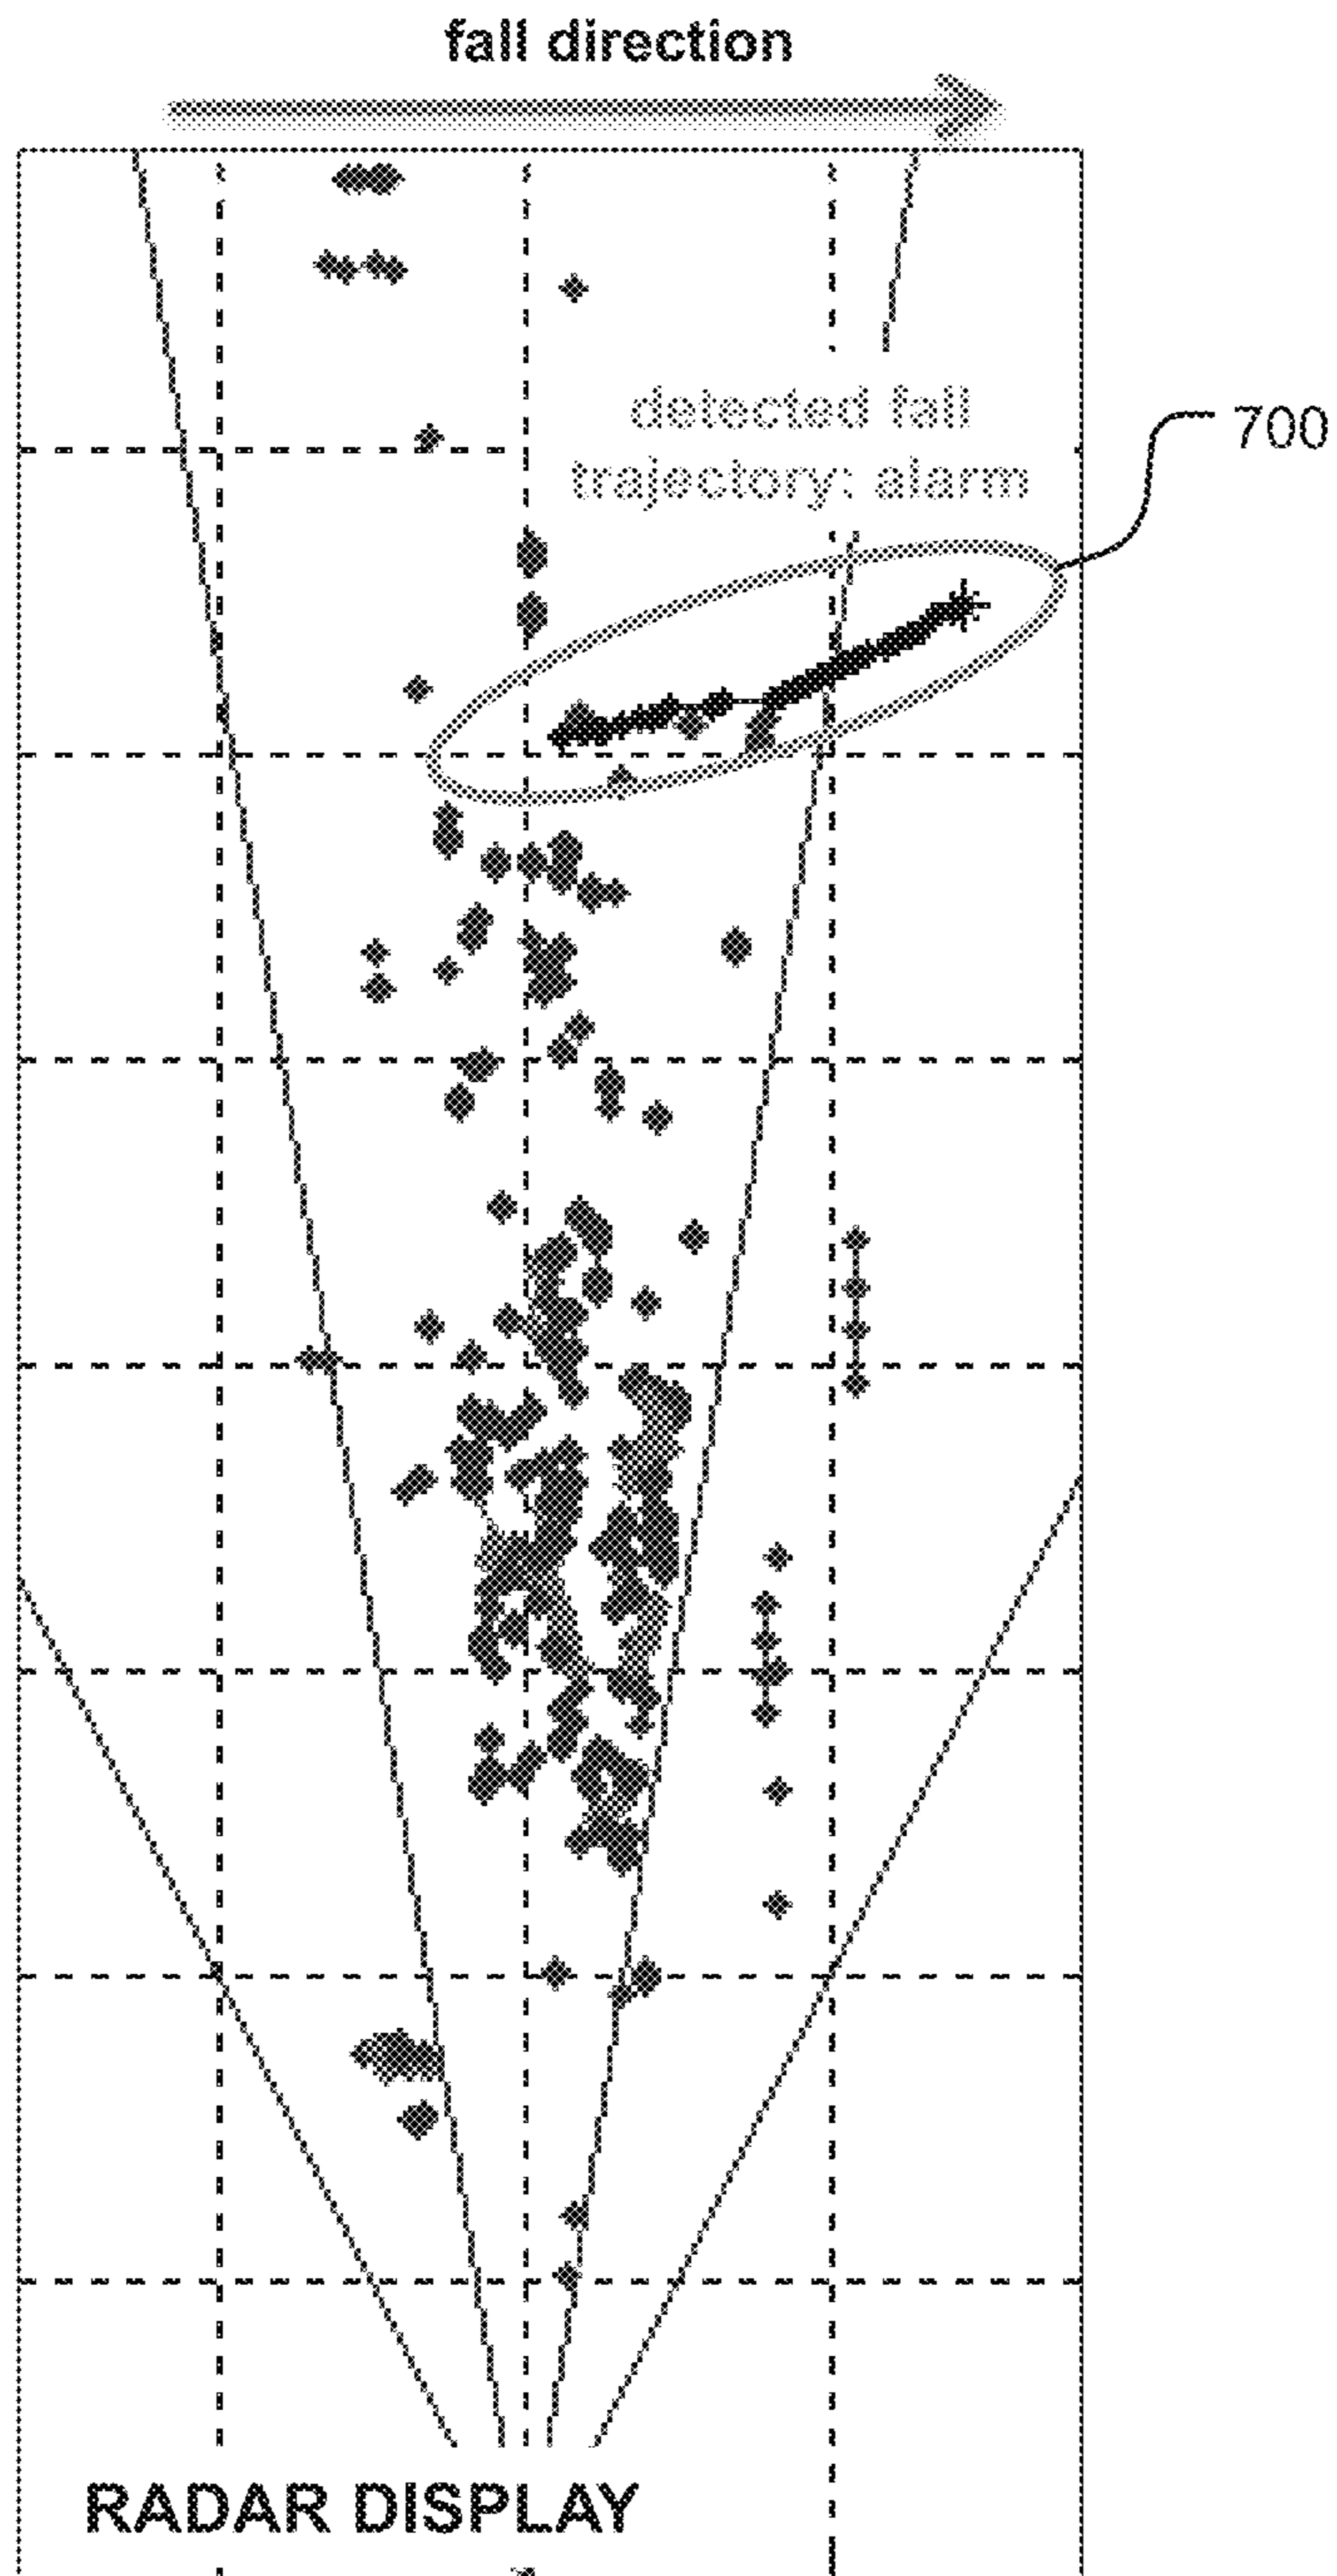 fall direction
detected fall
trajectory: alarm
700
RADAR DISPLAY